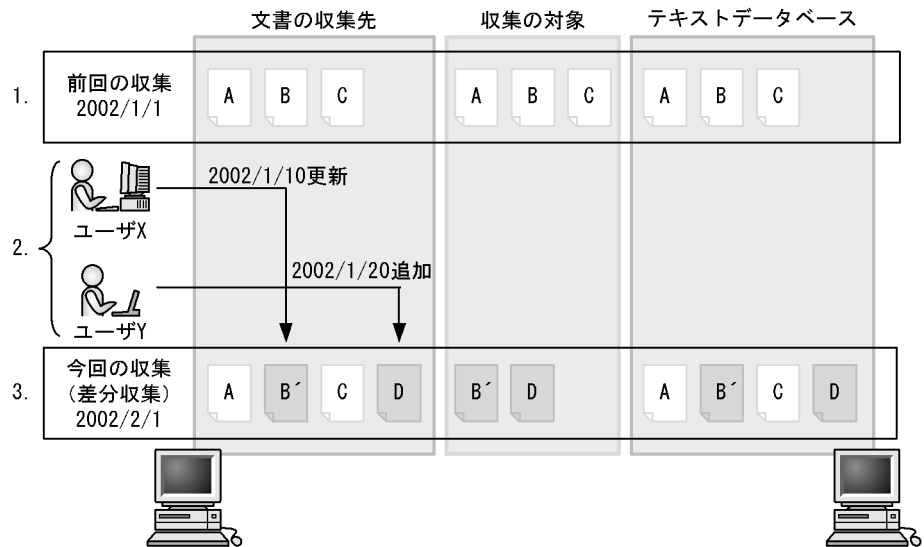 文書の収集先 収集の対象 テキストデータベース
1. 前回の収集 2002/1/1 A B C A B C A B C
2002/1/10更新
ユーザX
2.
2002/1/20追加
ユーザY
3. 今回の収集 (差分収集) 2002/2/1 A B´ C D B´ D A B´ C D